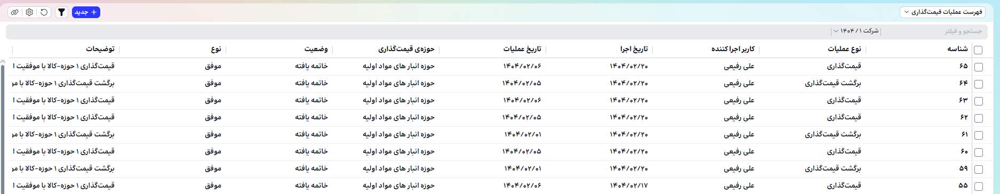 فهرست عملیات قیمت‌گذاری
+ جدید
جستجو و فیلتر شرکت ۱ / ۱۴۰۴
شناسه نوع عملیات کاربر اجرا کننده تاریخ اجرا تاریخ عملیات حوزه‌ی قیمت‌گذاری وضعیت نوع توضیحات
۶۵ قیمت‌گذاری علی رفیعی ۱۴۰۴/۰۲/۲۰ ۱۴۰۴/۰۲/۰۶ حوزه انبار های مواد اولیه خاتمه یافته موفق قیمت‌گذاری ۱ حوزه-کالا با موفقیت ا
۶۴ برگشت قیمت‌گذاری علی رفیعی ۱۴۰۴/۰۲/۲۰ ۱۴۰۴/۰۲/۰۵ حوزه انبار های مواد اولیه خاتمه یافته موفق برگشت قیمت‌گذاری ۱ حوزه-کالا با مو
۶۳ قیمت‌گذاری علی رفیعی ۱۴۰۴/۰۲/۲۰ ۱۴۰۴/۰۲/۰۶ حوزه انبار های مواد اولیه خاتمه یافته موفق قیمت‌گذاری ۱ حوزه-کالا با موفقیت ا
۶۲ قیمت‌گذاری علی رفیعی ۱۴۰۴/۰۲/۲۰ ۱۴۰۴/۰۲/۰۵ حوزه انبار های مواد اولیه خاتمه یافته موفق قیمت‌گذاری ۱ حوزه-کالا با موفقیت ا
۶۱ برگشت قیمت‌گذاری علی رفیعی ۱۴۰۴/۰۲/۲۰ ۱۴۰۴/۰۲/۰۱ حوزه انبار های مواد اولیه خاتمه یافته موفق برگشت قیمت‌گذاری ۱ حوزه-کالا با مو
۶۰ قیمت‌گذاری علی رفیعی ۱۴۰۴/۰۲/۲۰ ۱۴۰۴/۰۲/۰۵ حوزه انبار های مواد اولیه خاتمه یافته موفق قیمت‌گذاری ۱ حوزه-کالا با موفقیت ا
۵۹ برگشت قیمت‌گذاری علی رفیعی ۱۴۰۴/۰۲/۲۰ ۱۴۰۴/۰۲/۰۱ حوزه انبار های مواد اولیه خاتمه یافته موفق برگشت قیمت‌گذاری ۱ حوزه-کالا با مو
۵۵ قیمت‌گذاری علی رفیعی ۱۴۰۴/۰۲/۱۷ ۱۴۰۴/۰۲/۰۶ حوزه انبار های مواد اولیه خاتمه یافته موفق قیمت‌گذاری ۱ حوزه-کالا با موفقیت ا